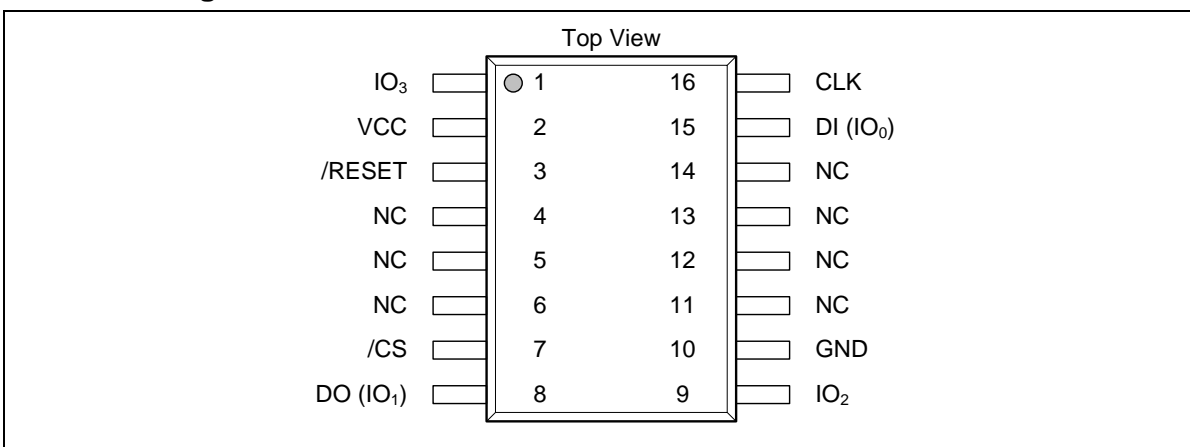 Top View
IO₃ 1 16 CLK
VCC 2 15 DI (IO₀)
/RESET 3 14 NC
NC 4 13 NC
NC 5 12 NC
NC 6 11 NC
/CS 7 10 GND
DO (IO₁) 8 9 IO₂